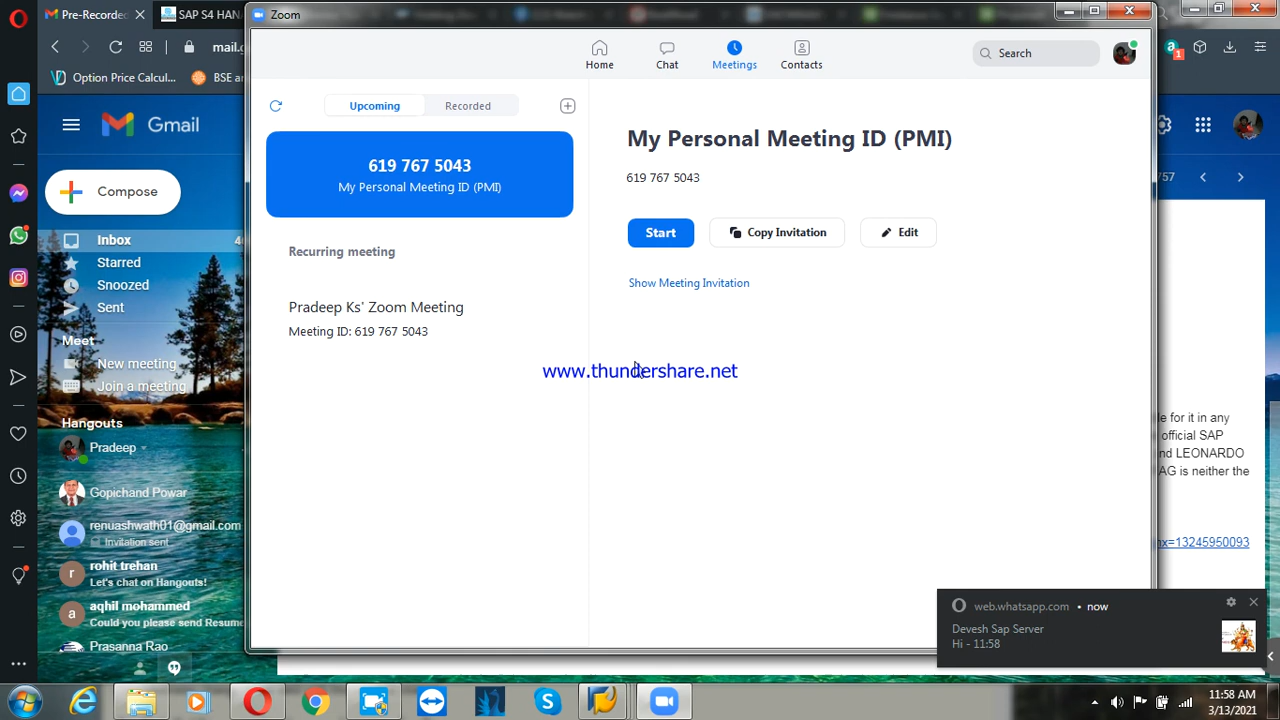 Pre-Recorded
SAP S4 HAN
Zoom
mail.g
Option Price Calcul...
BSE an
Home
Chat
Meetings
Contacts
Search
Gmail
Compose
Inbox
Starred
Snoozed
Sent
Meet
New meeting
Join a meeting
Hangouts
Pradeep
Gopichand Powar
renuashwath01@gmail.com
Invitation sent
rohit trehan
Let's chat on Hangouts!
aqhil mohammed
Could you please send Resume
Prasanna Rao
Upcoming
Recorded
619 767 5043
My Personal Meeting ID (PMI)
Recurring meeting
Pradeep Ks' Zoom Meeting
Meeting ID: 619 767 5043
My Personal Meeting ID (PMI)
619 767 5043
Start
Copy Invitation
Edit
Show Meeting Invitation
www.thundershare.net
1
757
le for it in any
official SAP
nd LEONARDO
AG is neither the
nx=13245950093
web.whatsapp.com • now
Devesh Sap Server
Hi - 11:58
11:58 AM
3/13/2021